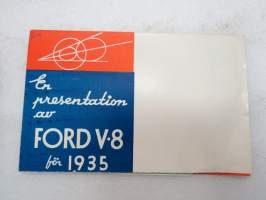 En
presentation
av
FORD V·8
för 1935